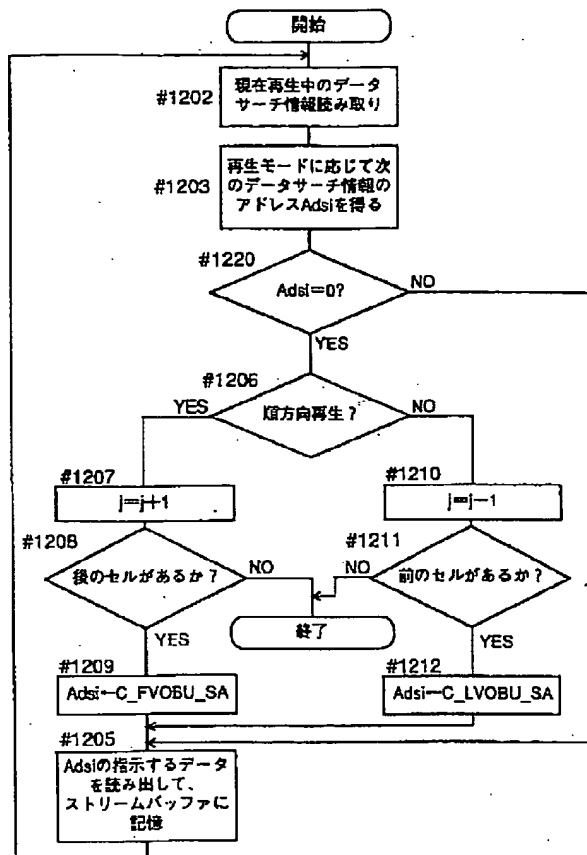 開始
#1202
現在再生中のデータ
サーチ情報読み取り
#1203
再生モードに応じて次
のデータサーチ情報の
アドレスAdsiを得る
#1220
Adsi=0?
NO
YES
#1206
YES
順方向再生?
NO
#1207
j=j+1
#1210
j=j-1
#1208
後のセルがあるか?
NO
#1211
NO
前のセルがあるか?
終了
YES
YES
#1209
Adsi←C_FVOBU_SA
#1212
Adsi←C_LVOBU_SA
#1205
Adsiの指示するデータ
を読み出して、
ストリームバッファに
記憶